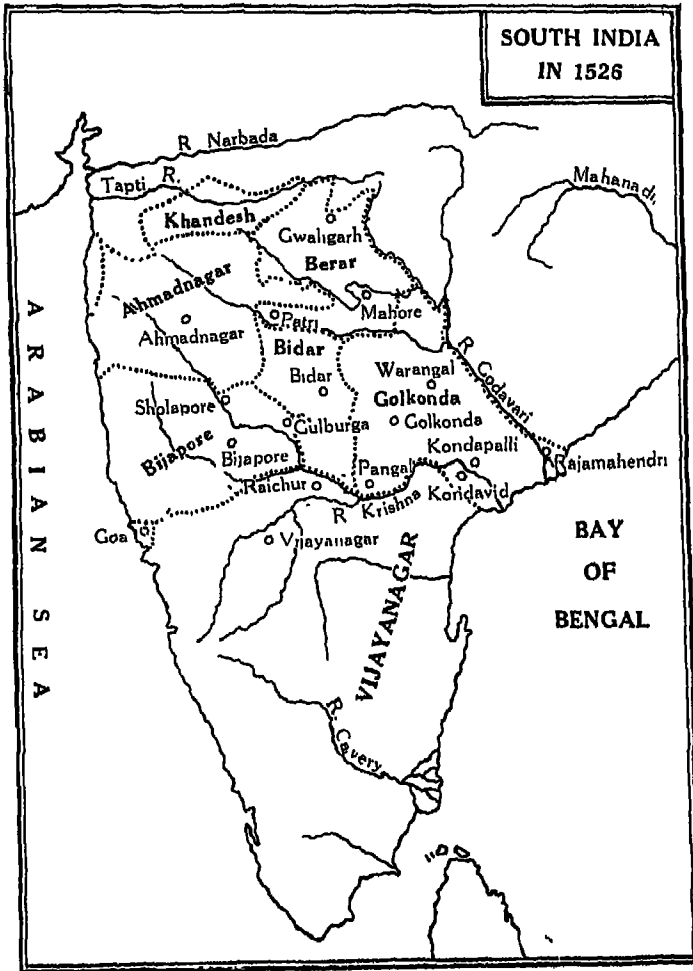 SOUTH INDIA
IN 1526
R Narbada
Tapti R.
Mahanadi
Khandesh
Gwaligarh
Berar
Ahmadnagar
Mahore
Patri
Ahmadnagar
Bidar
Bidar
Warangal
R Godavari
Golkonda
Golkonda
Sholapore
Gulburga
Bijapore
Bijapore
Kondapalli
Rajamahendri
Pangal
Raichur
Kondavid
R Krishna
Goa
Vijayanagar
VIJAYANAGAR
ARABIAN SEA
BAY
OF
BENGAL
R. Cavery